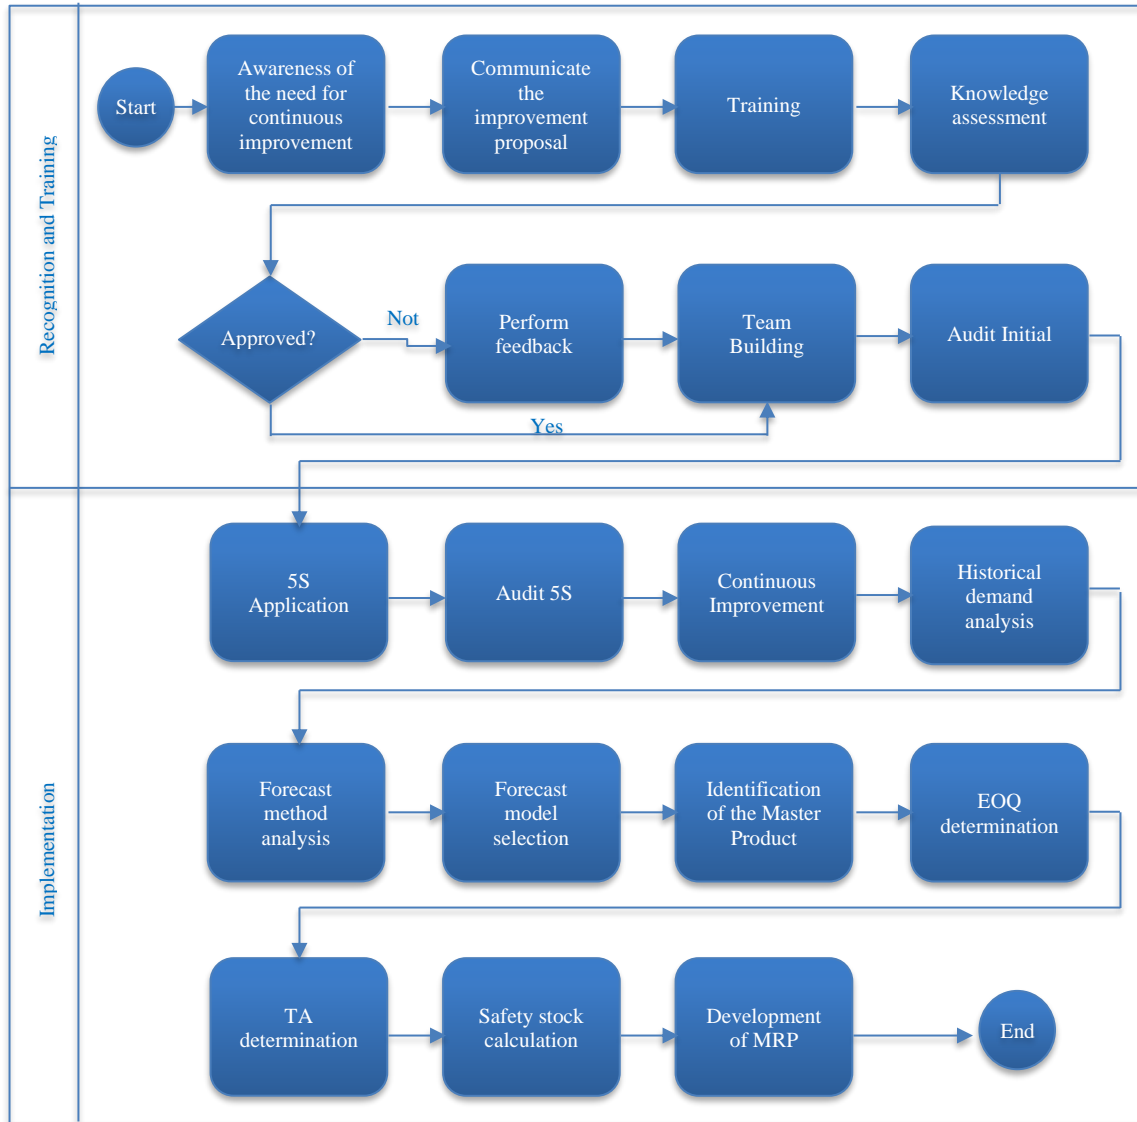 Recognition and Training
Start
Awareness of
the need for
continuous
improvement
Communicate
the
improvement
proposal
Training
Knowledge
assessment
Approved?
Not
Perform
feedback
Team
Building
Audit Initial
Yes
Implementation
5S
Application
Audit 5S
Continuous
Improvement
Historical
demand
analysis
Forecast
method
analysis
Forecast
model
selection
Identification
of the Master
Product
EOQ
determination
TA
determination
Safety stock
calculation
Development
of MRP
End